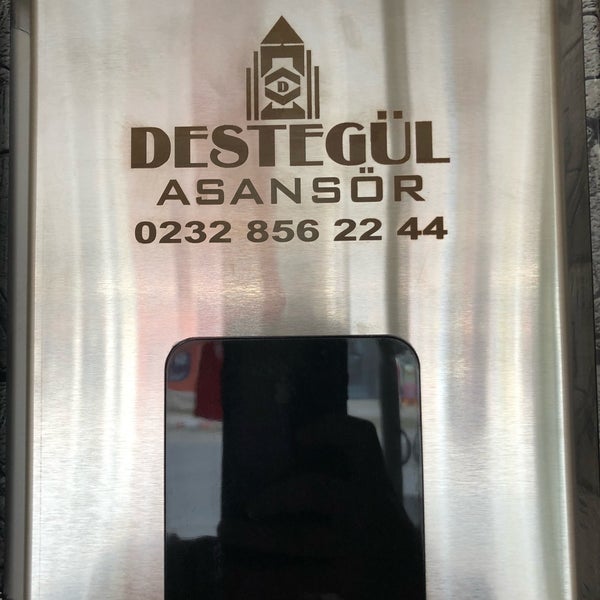 D
DESTEGÜL
ASANSÖR
0232 856 22 44